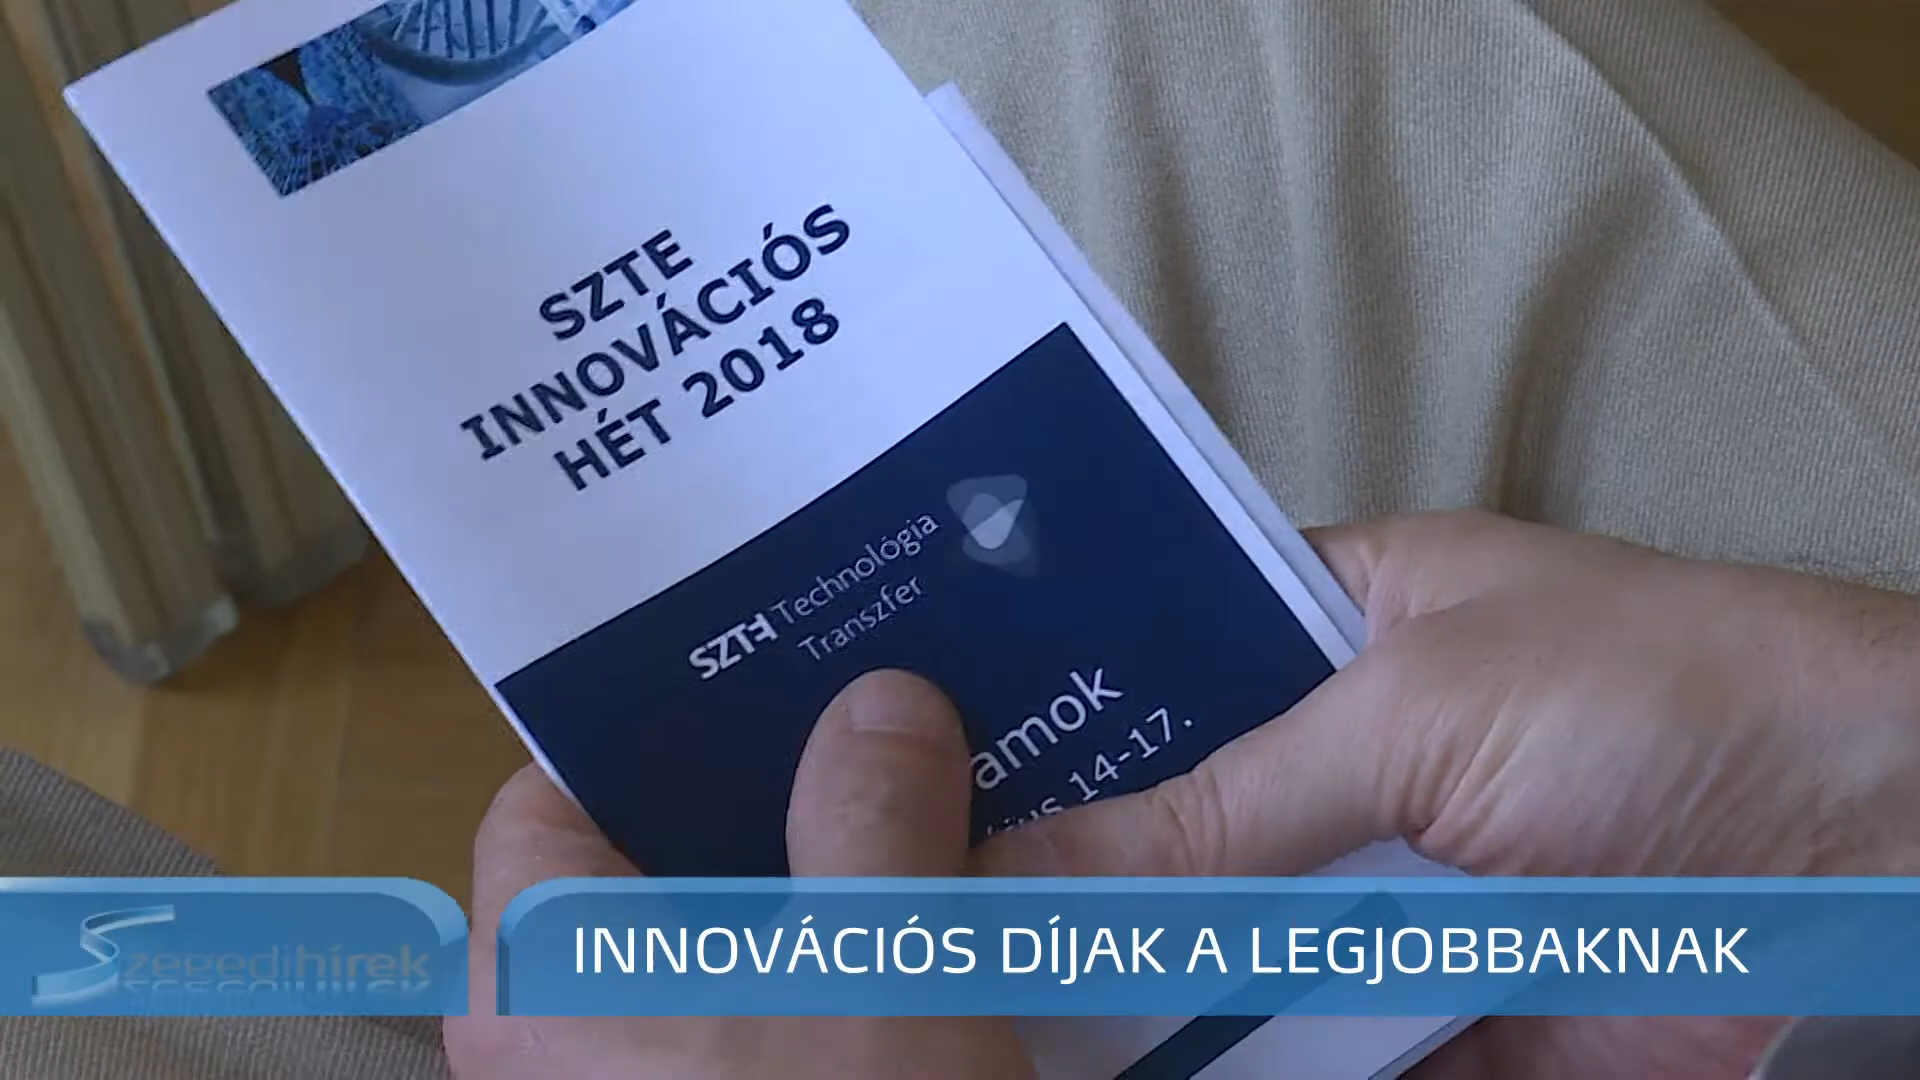 SZTE
INNOVÁCIÓS
HÉT 2018
SZTE Technológia
Transzfer
amok
14-17.
Szegedihírek
INNOVÁCIÓS DÍJAK A LEGJOBBAKNAK